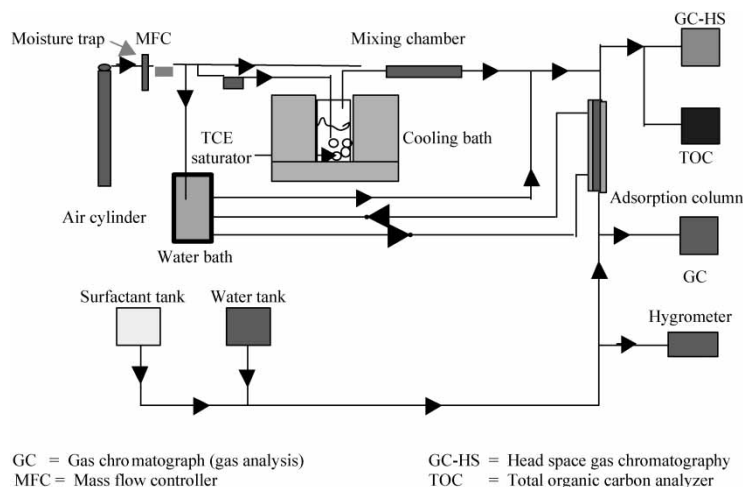 Moisture trap
MFC
Mixing chamber
GC-HS
TCE
saturator
Cooling bath
TOC
Air cylinder
Water bath
Adsorption column
GC
Surfactant tank
Water tank
Hygrometer
GC = Gas chromatograph (gas analysis)
MFC = Mass flow controller
GC-HS = Head space gas chromatography
TOC = Total organic carbon analyzer